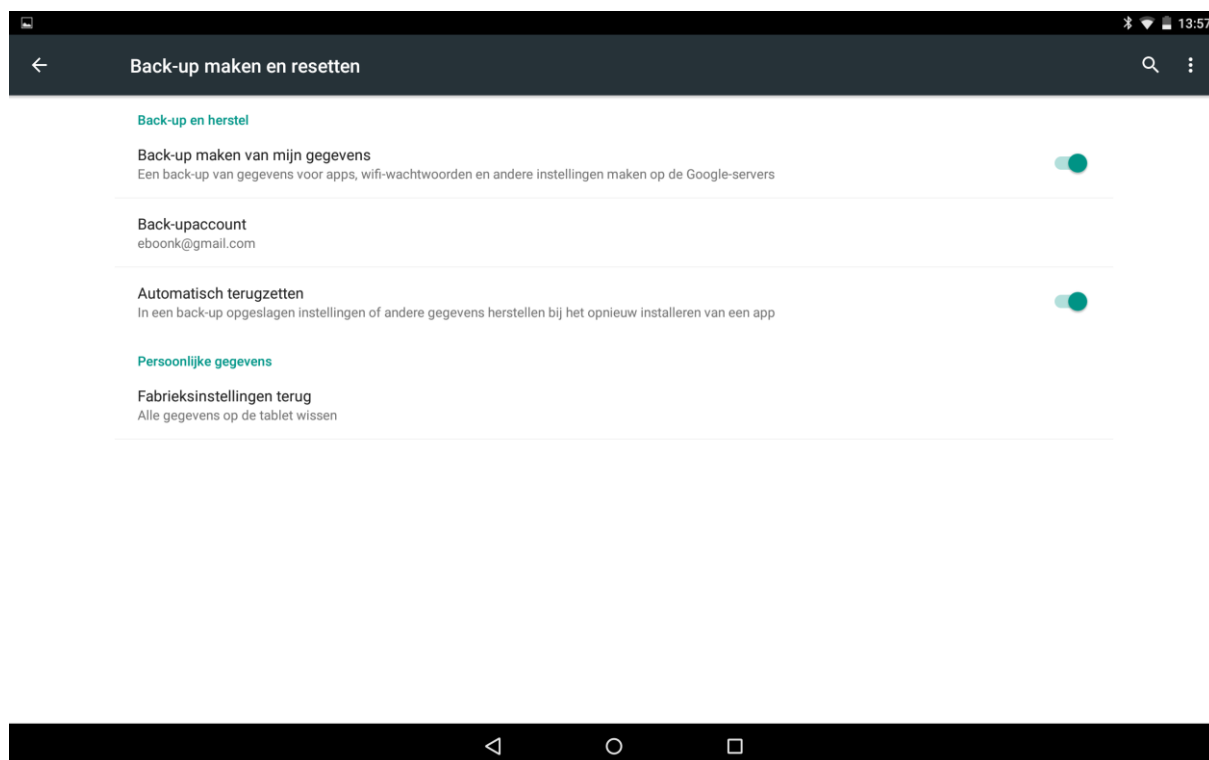 13:57
Back-up maken en resetten
Back-up en herstel
Back-up maken van mijn gegevens
Een back-up van gegevens voor apps, wifi-wachtwoorden en andere instellingen maken op de Google-servers
Back-upaccount
eboonk@gmail.com
Automatisch terugzetten
In een back-up opgeslagen instellingen of andere gegevens herstellen bij het opnieuw installeren van een app
Persoonlijke gegevens
Fabrieksinstellingen terug
Alle gegevens op de tablet wissen